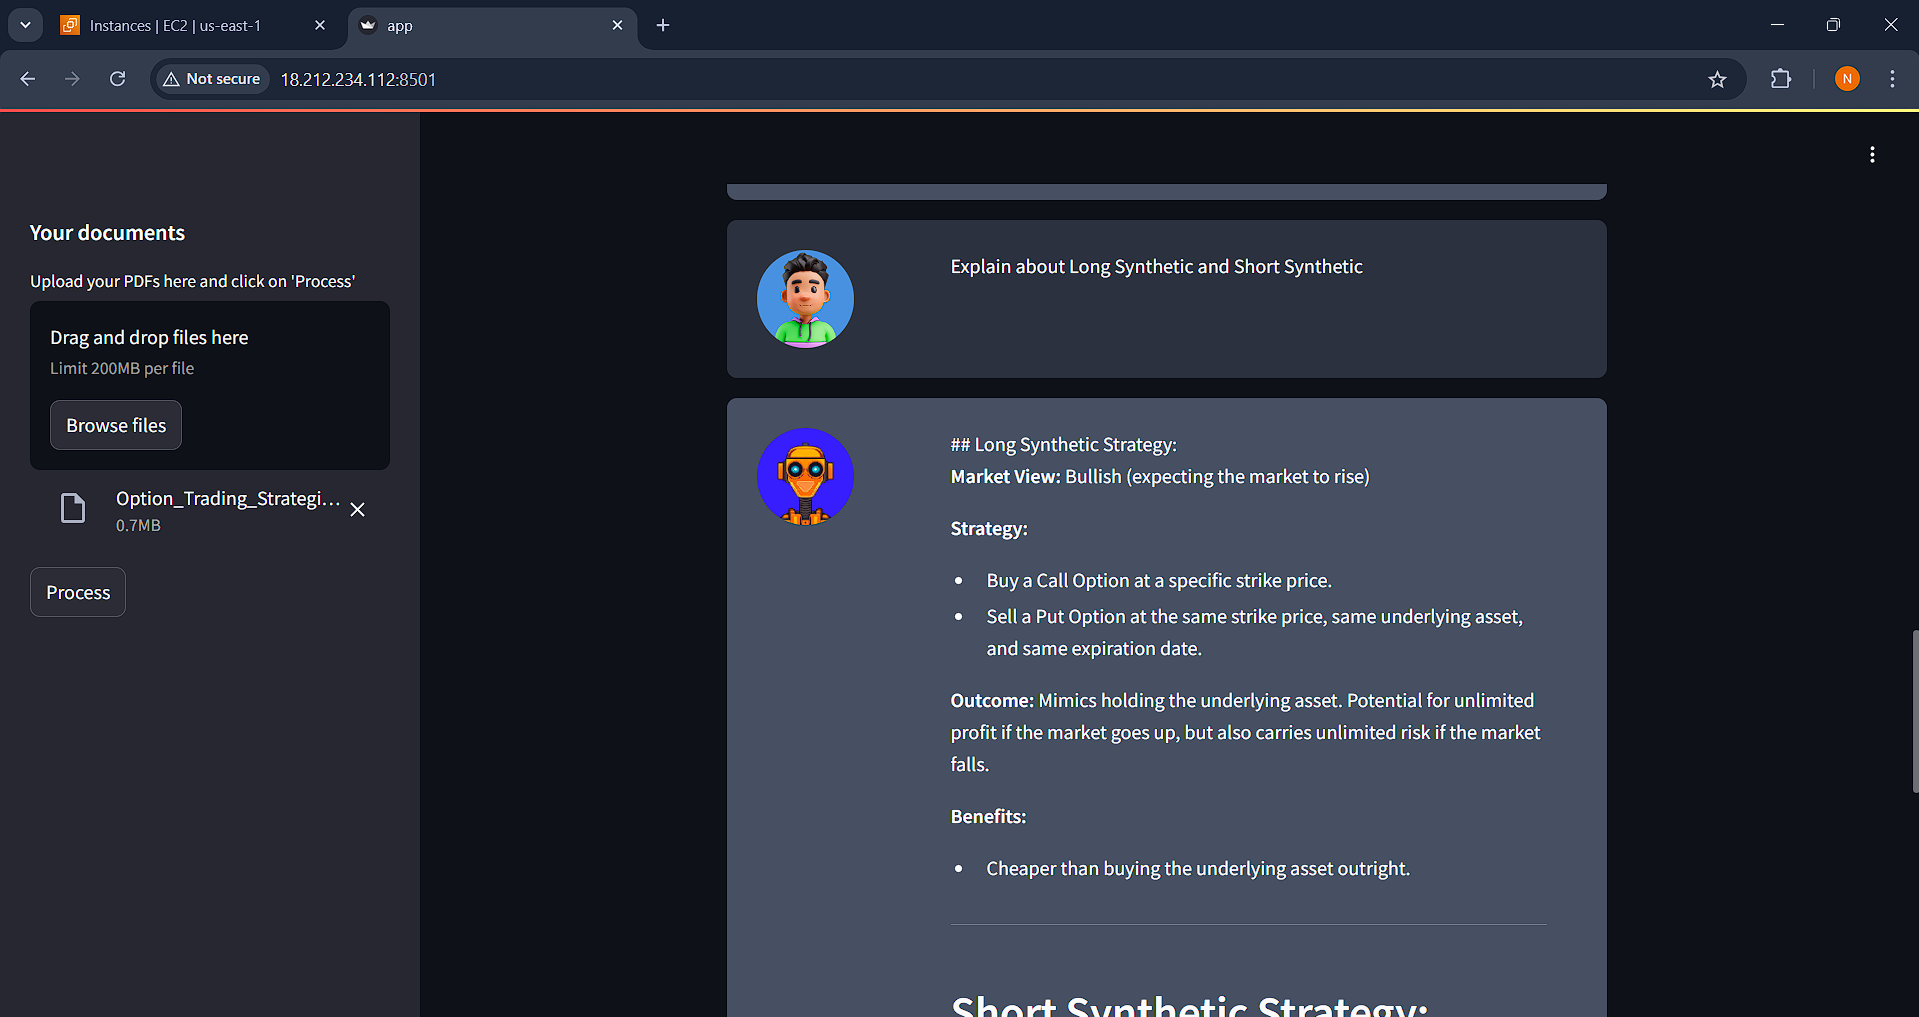 Instances | EC2 | us-east-1
app
Not secure
18.212.234.112:8501
N
Your documents
Upload your PDFs here and click on 'Process'
Drag and drop files here
Limit 200MB per file
Browse files
Option_Trading_Strategi...
0.7MB
Process
Explain about Long Synthetic and Short Synthetic
## Long Synthetic Strategy:
Market View: Bullish (expecting the market to rise)
Strategy:
• Buy a Call Option at a specific strike price.
• Sell a Put Option at the same strike price, same underlying asset,
and same expiration date.
Outcome: Mimics holding the underlying asset. Potential for unlimited
profit if the market goes up, but also carries unlimited risk if the market
falls.
Benefits:
• Cheaper than buying the underlying asset outright.
Short Synthetic Strategy: